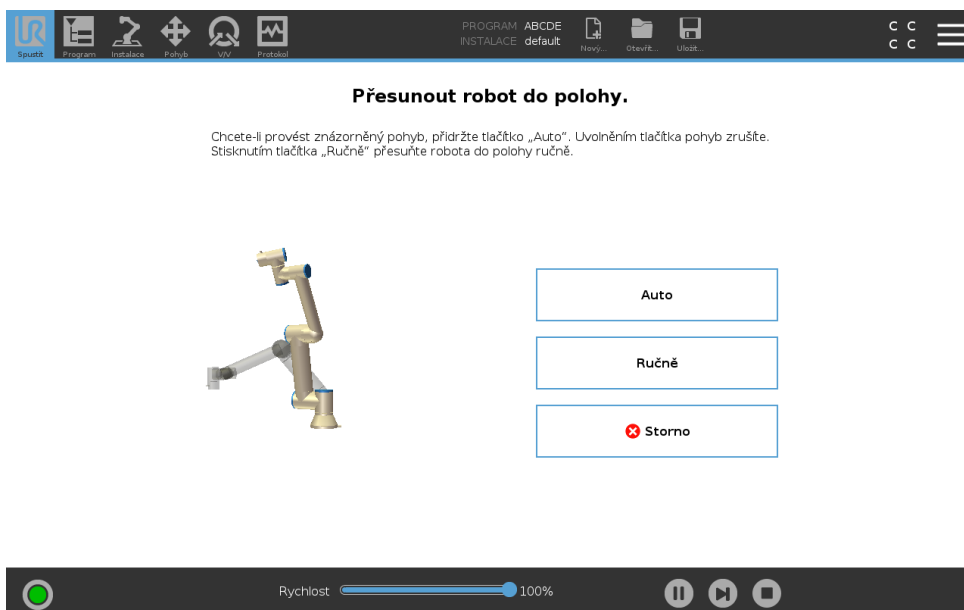 UR
Spustit
Program
Instalace
Pohyb
V/V
Protokol
PROGRAM ABCDE
INSTALACE default
Nový...
Otevřít...
Uložit...
C C
C C
Přesunout robot do polohy.
Chcete-li provést znázorněný pohyb, přidržte tlačítko „Auto“. Uvolněním tlačítka pohyb zrušíte.
Stisknutím tlačítka „Ručně“ přesuňte robota do polohy ručně.
Auto
Ručně
Storno
Rychlost 100%